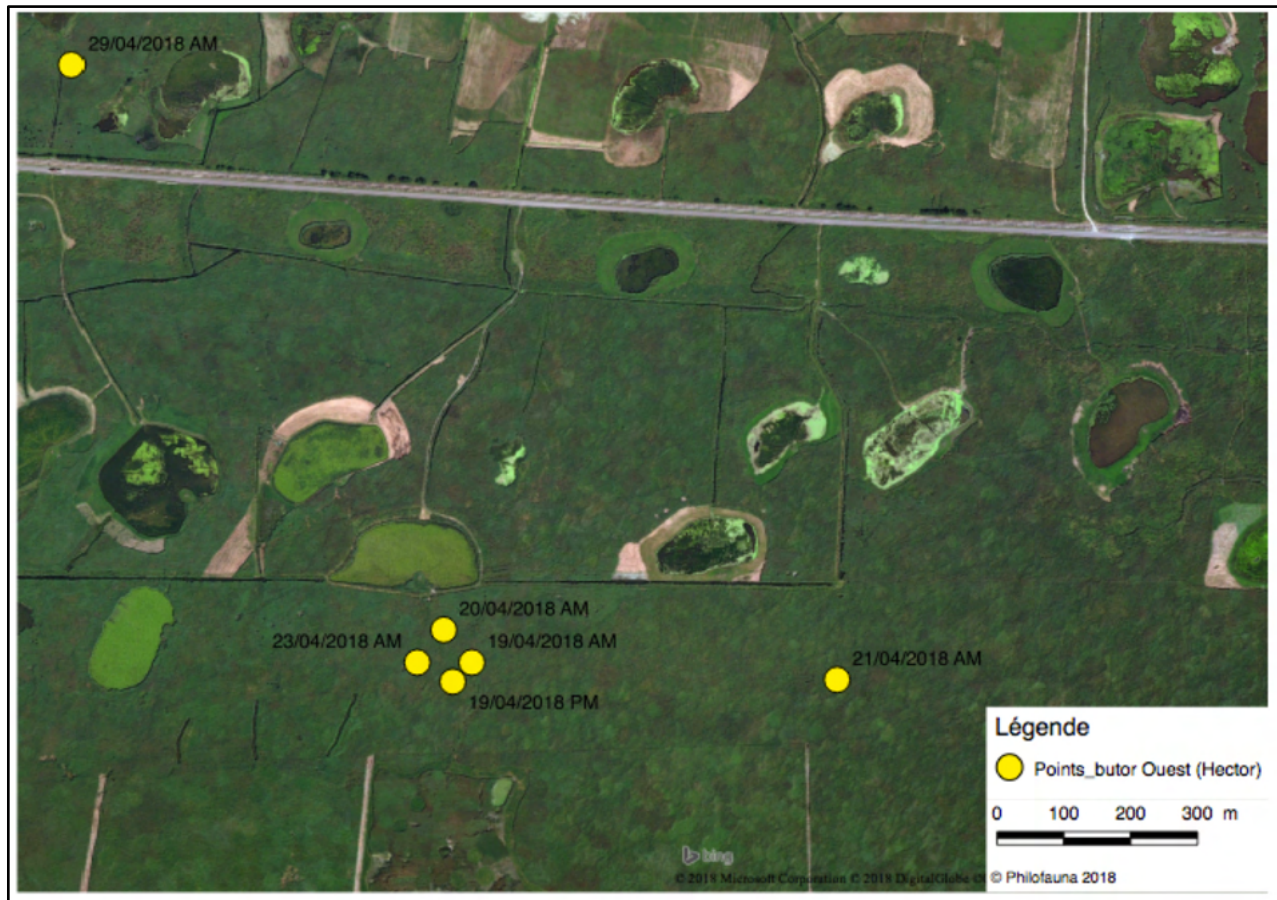 29/04/2018 AM
20/04/2018 AM
23/04/2018 AM
19/04/2018 AM
21/04/2018 AM
19/04/2018 PM
Légende
Points_butor Ouest (Hector)
0 100 200 300 m
bing
© 2018 Microsoft Corporation © 2018 DigitalGlobe
© Philofauna 2018